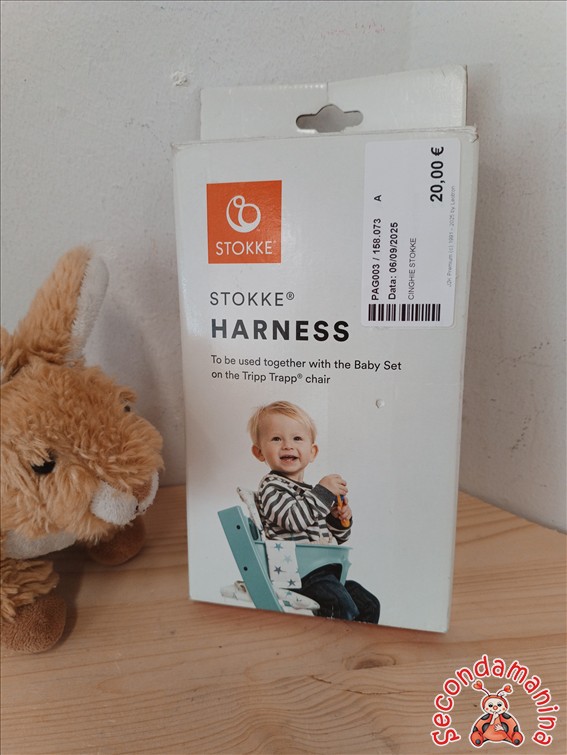 STOKKE
STOKKE®
HARNESS
To be used together with the Baby Set
on the Tripp Trapp® chair
20,00 €
PAG003 / 158.073 A
Data: 06/09/2025
CINGHIE STOKKE
Secondamanina